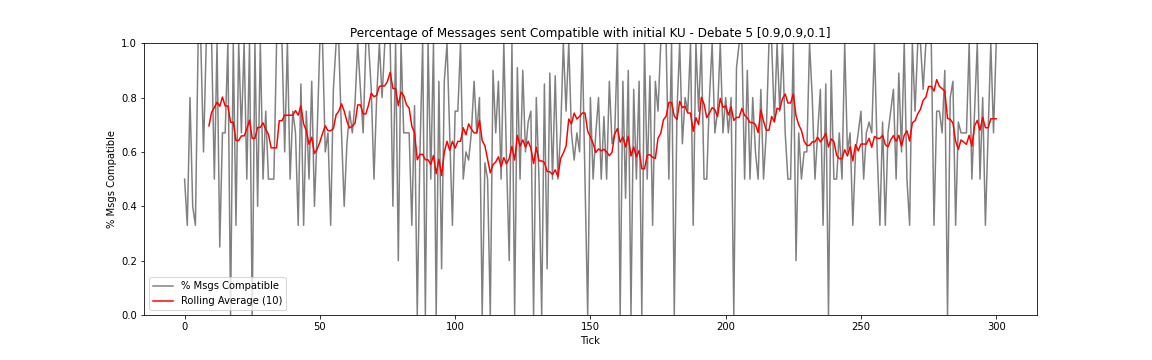 Percentage of Messages sent Compatible with initial KU - Debate 5 [0.9,0.9,0.1]
% Msgs Compatible
1.0
0.8
0.6
0.4
0.2
0.0
% Msgs Compatible
Rolling Average (10)
0 50 100 150 200 250 300
Tick